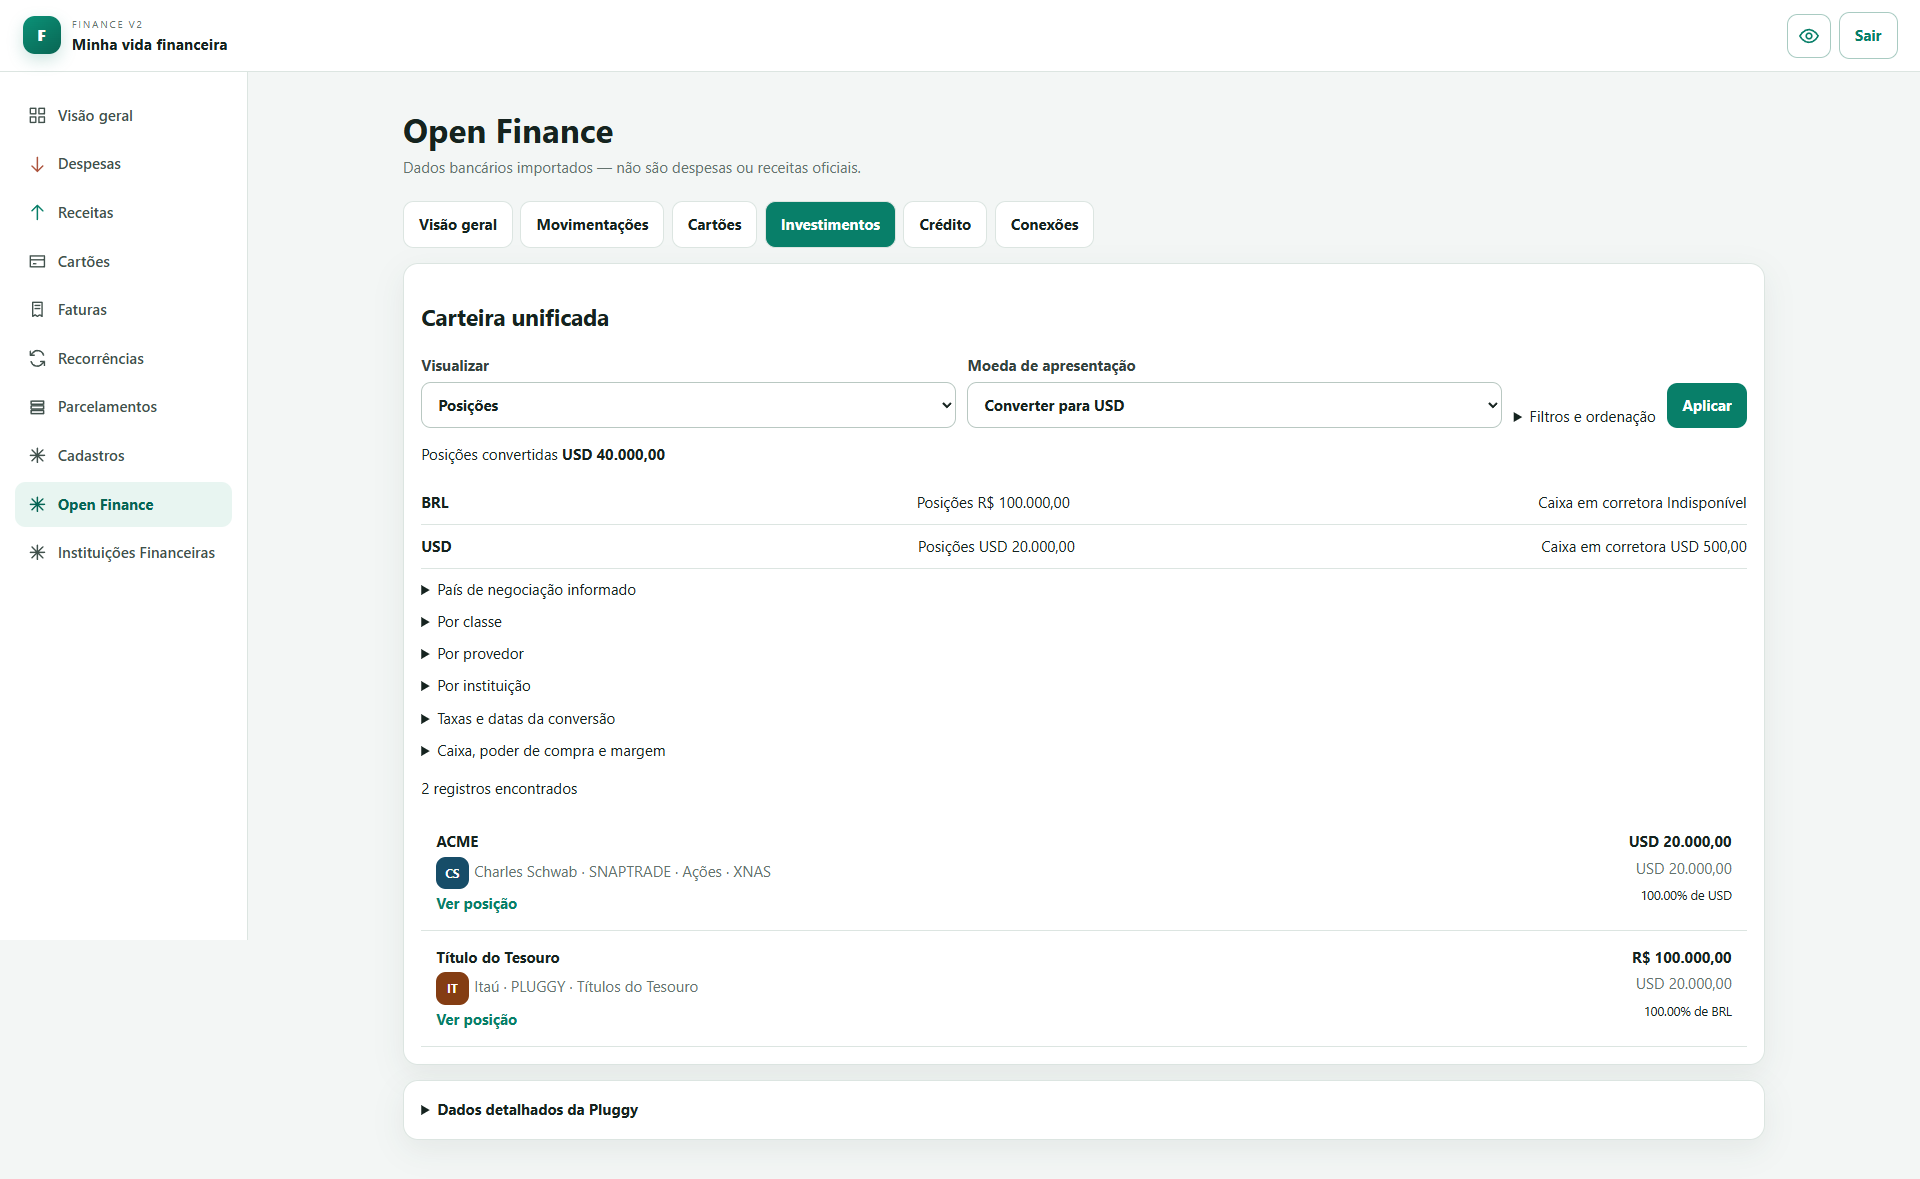 F
FINANCE V2
Minha vida financeira
Sair
Visão geral
Despesas
Receitas
Cartões
Faturas
Recorrências
Parcelamentos
Cadastros
Open Finance
Instituições Financeiras
Open Finance
Dados bancários importados — não são despesas ou receitas oficiais.
Visão geral Movimentações Cartões Investimentos Crédito Conexões
Carteira unificada
Visualizar Moeda de apresentação
Posições Converter para USD Filtros e ordenação Aplicar
Posições convertidas USD 40.000,00
BRL Posições R$ 100.000,00 Caixa em corretora Indisponível
USD Posições USD 20.000,00 Caixa em corretora USD 500,00
País de negociação informado
Por classe
Por provedor
Por instituição
Taxas e datas da conversão
Caixa, poder de compra e margem
2 registros encontrados
ACME USD 20.000,00
CS Charles Schwab · SNAPTRADE · Ações · XNAS USD 20.000,00
Ver posição 100.00% de USD
Título do Tesouro R$ 100.000,00
IT Itaú · PLUGGY · Títulos do Tesouro USD 20.000,00
Ver posição 100.00% de BRL
Dados detalhados da Pluggy